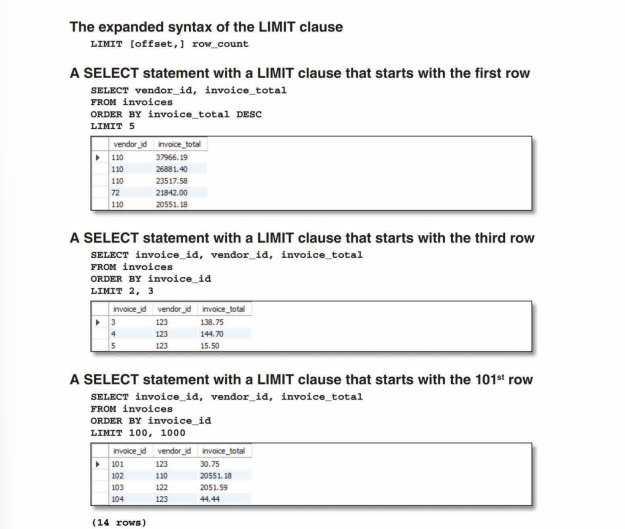 The expanded syntax of the LIMIT clause
LIMIT [offset,] row_count
A SELECT statement with a LIMIT clause that starts with the first row
SELECT vendor_id, invoice_total
FROM invoices
ORDER BY invoice_total DESC
LIMIT 5
vendor_id invoice_total
110 37966.19
110 26881.40
110 23517.58
72 21842.00
110 20551.18
A SELECT statement with a LIMIT clause that starts with the third row
SELECT invoice_id, vendor_id, invoice_total
FROM invoices
ORDER BY invoice_id
LIMIT 2, 3
invoice_id vendor_id invoice_total
3 123 138.75
4 123 144.70
5 123 15.50
A SELECT statement with a LIMIT clause that starts with the 101st row
SELECT invoice_id, vendor_id, invoice_total
FROM invoices
ORDER BY invoice_id
LIMIT 100, 1000
invoice_id vendor_id invoice_total
101 123 30.75
102 110 20551.18
103 122 2051.59
104 123 44.44
(14 rows)